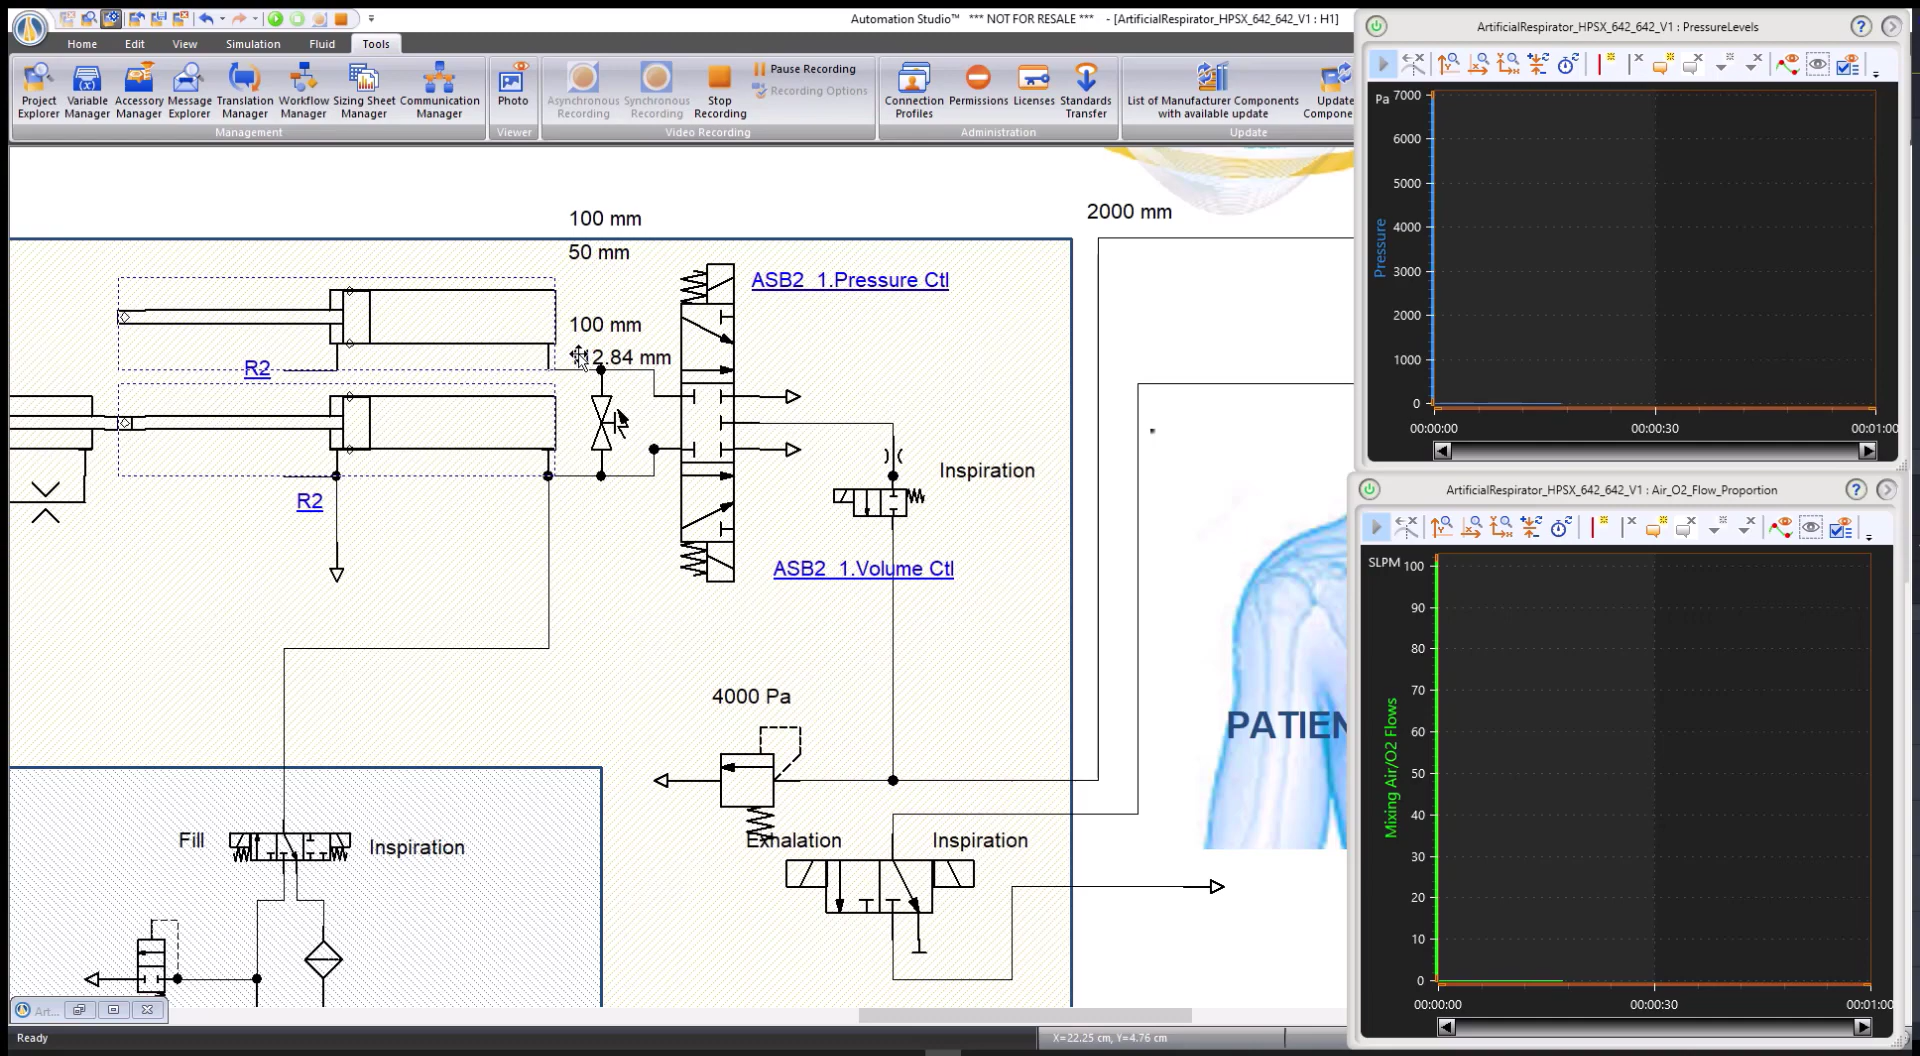 Automation Studio™ *** NOT FOR RESALE *** - [ArtificialRespirator_HPSX_642_642_V1 : H1]
Home Edit View Simulation Fluid Tools
Project Explorer
Variable Manager
Accessory Manager
Message Explorer
Translation Manager
Workflow Manager
Sizing Sheet Manager
Communication Manager
Management
Photo
Viewer
Asynchronous Recording
Synchronous Recording
Stop Recording
Pause Recording
Recording Options
Video Recording
Connection Profiles
Permissions
Licenses
Standards Transfer
Administration
List of Manufacturer Components with available update
Update
Update
100 mm
50 mm
100 mm
2.84 mm
2000 mm
ASB2_1.Pressure Ctl
R2
R2
Inspiration
ASB2_1.Volume Ctl
4000 Pa
Fill
Inspiration
Exhalation
Inspiration
Art...
Ready
X=22.25 cm, Y=4.76 cm
ArtificialRespirator_HPSX_642_642_V1 : PressureLevels
Pa
7000
6000
5000
4000
3000
2000
1000
0
Pressure
00:00:00 00:00:30 00:01:00
ArtificialRespirator_HPSX_642_642_V1 : Air_O2_Flow_Proportion
SLPM
100
90
80
70
60
50
40
30
20
10
0
Mixing Air/O2 Flows
00:00:00 00:00:30 00:01:00